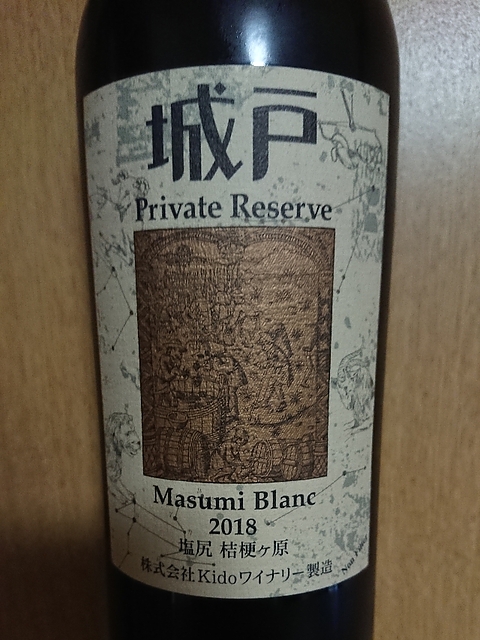 城戸
Private Reserve
Masumi Blanc
2018
塩尻 桔梗ヶ原
株式会社Kidoワイナリー製造